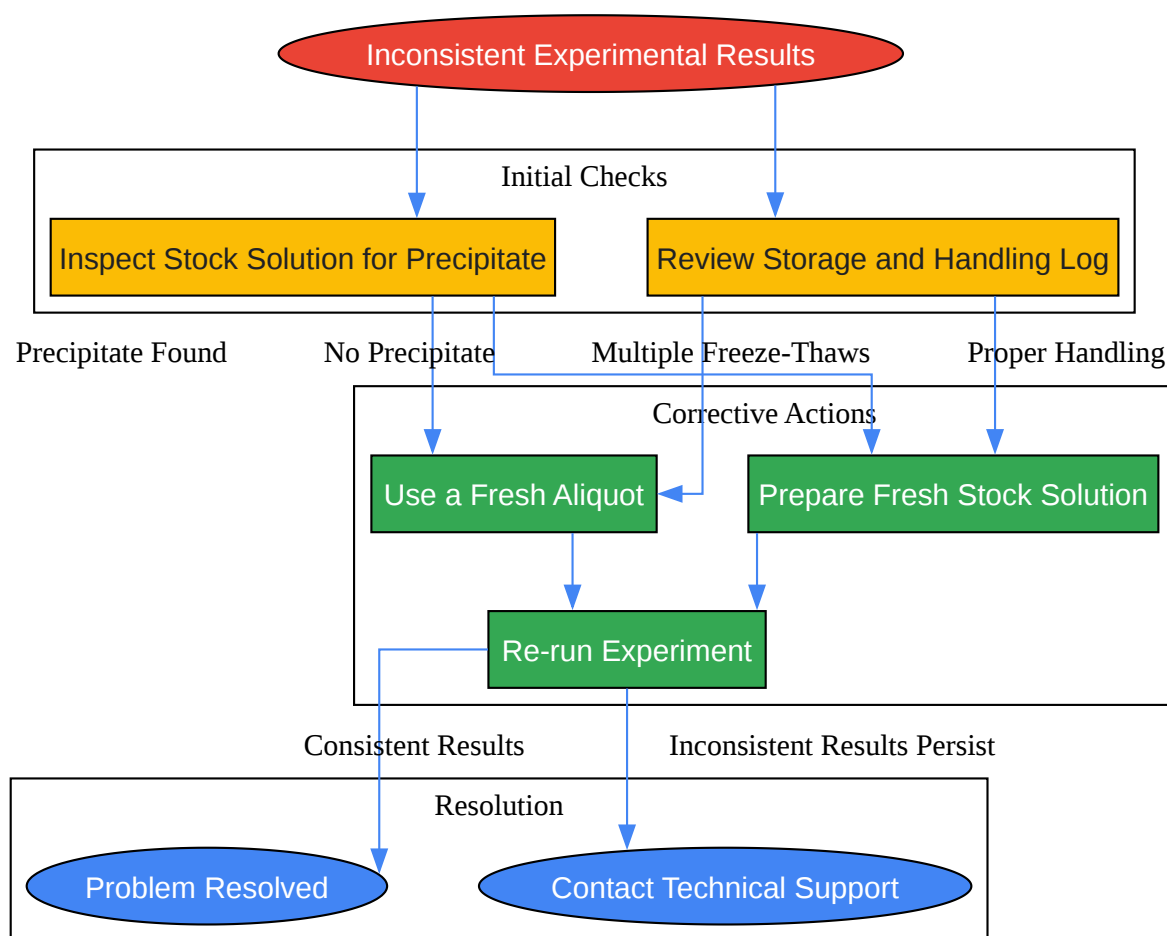 Inconsistent Experimental Results
Initial Checks
Inspect Stock Solution for Precipitate
Review Storage and Handling Log
Precipitate Found
No Precipitate
Multiple Freeze-Thaws
Proper Handling
Corrective Actions
Use a Fresh Aliquot
Prepare Fresh Stock Solution
Re-run Experiment
Consistent Results
Inconsistent Results Persist
Resolution
Problem Resolved
Contact Technical Support